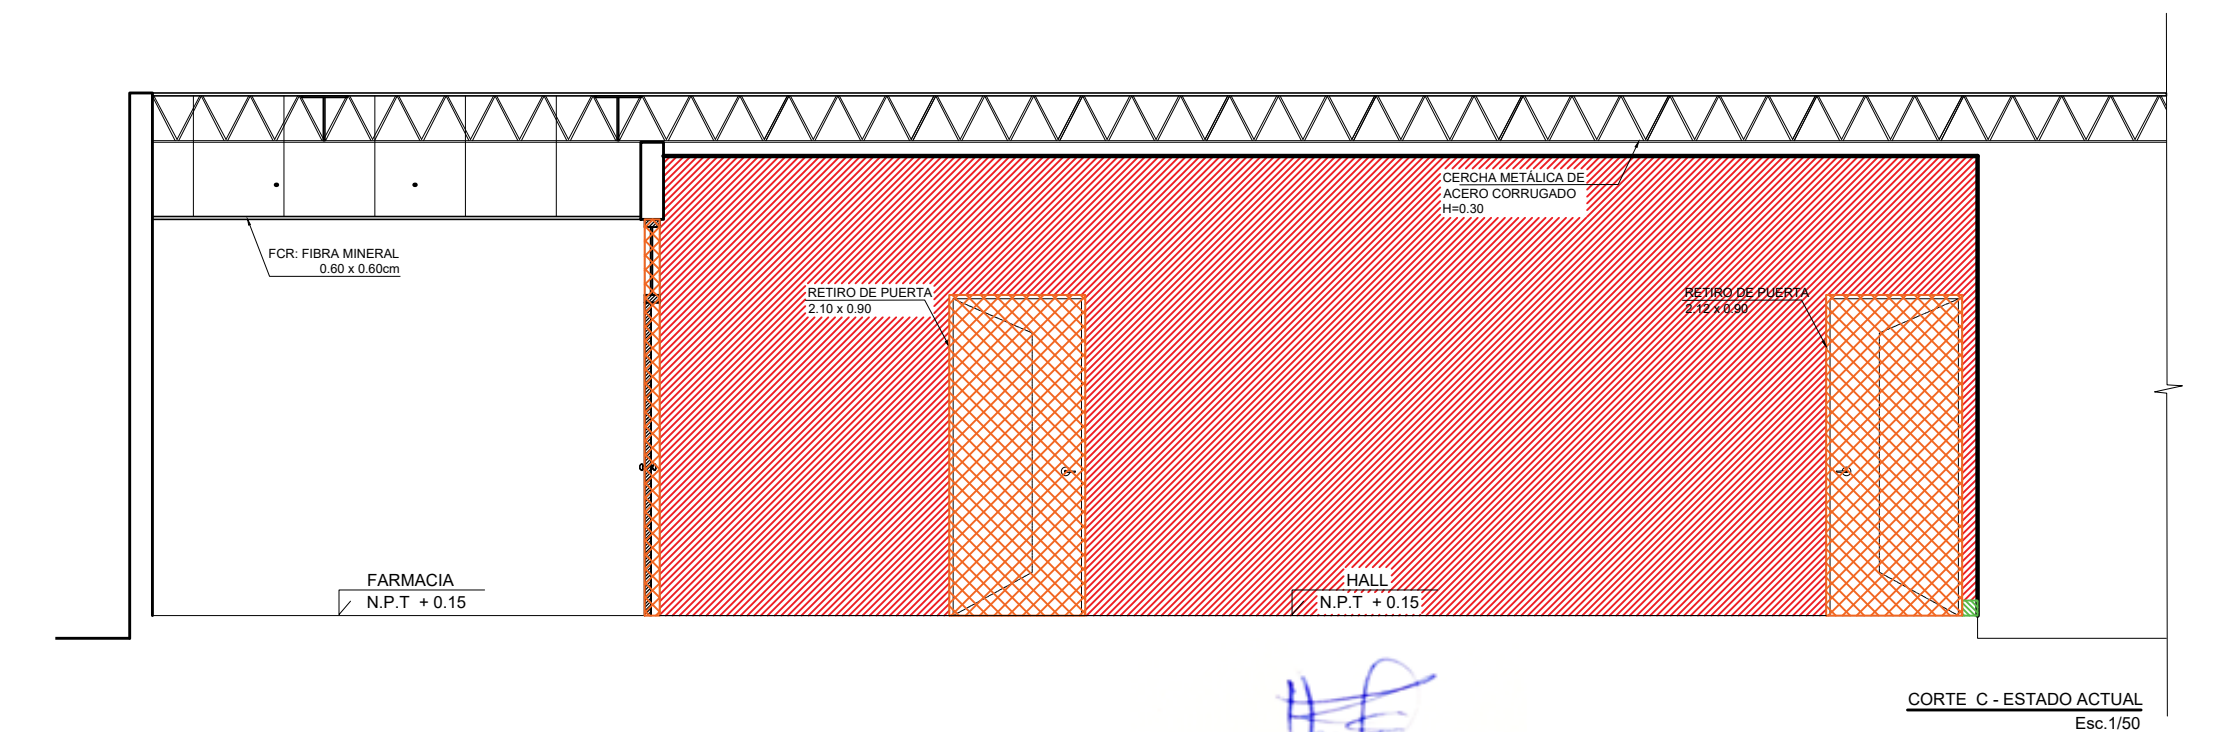 CERCHA METÁLICA DE
ACERO CORRUGADO
H=0.30
FCR: FIBRA MINERAL
0.60 x 0.60cm
RETIRO DE PUERTA
2.10 x 0.90
RETIRO DE PUERTA
2.12 x 0.90
FARMACIA
N.P.T + 0.15
HALL
N.P.T + 0.15
CORTE C - ESTADO ACTUAL
Esc.1/50